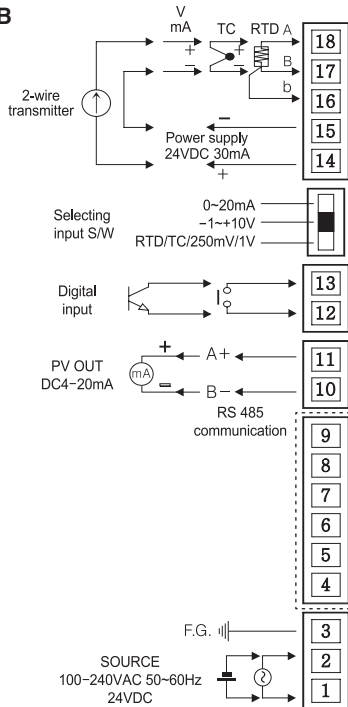 B
V
mA
TC
RTD
A
+
+
18
−
−
B
17
b
16
2-wire
transmitter
−
15
Power supply
24VDC 30mA
+
14
Selecting
input S/W
0~20mA
−1~+10V
RTD/TC/250mV/1V
Digital
input
13
12
PV OUT
DC4−20mA
+
mA
−
A+
11
B−
10
RS 485
communication
9
8
7
6
5
4
F.G.
3
SOURCE
100~240VAC 50~60Hz
24VDC
2
1